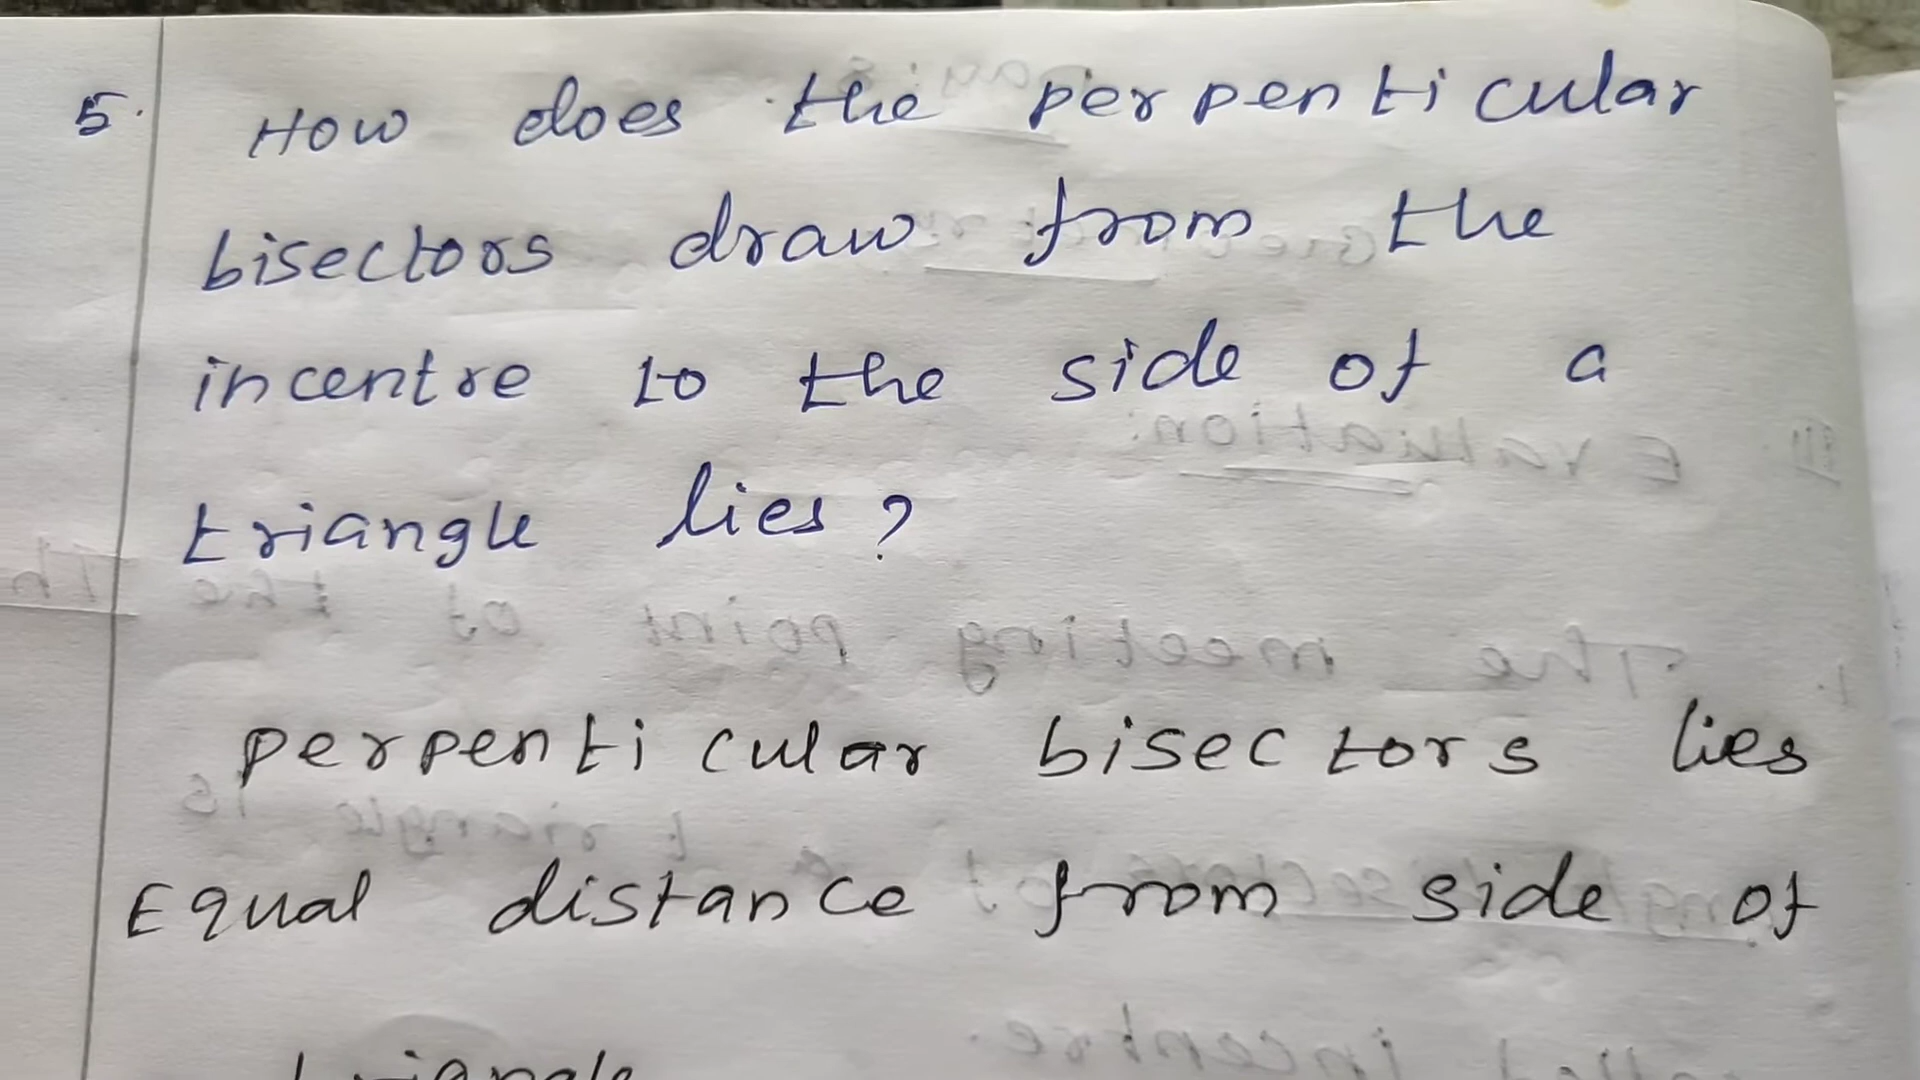 5. How does the perpenticular
bisectors draw from the
incentre to the side of a
triangle lies?
perpenticular bisectors lies
Equal distance from side of
triangle